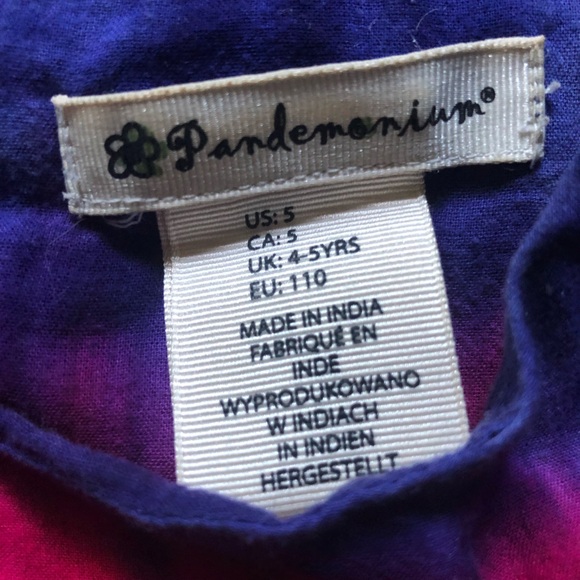 Pandemonium®
US: 5
CA: 5
UK: 4-5YRS
EU: 110
MADE IN INDIA
FABRIQUÉ EN
INDE
WYPRODUKOWANO
W INDIACH
IN INDIEN
HERGESTELLT